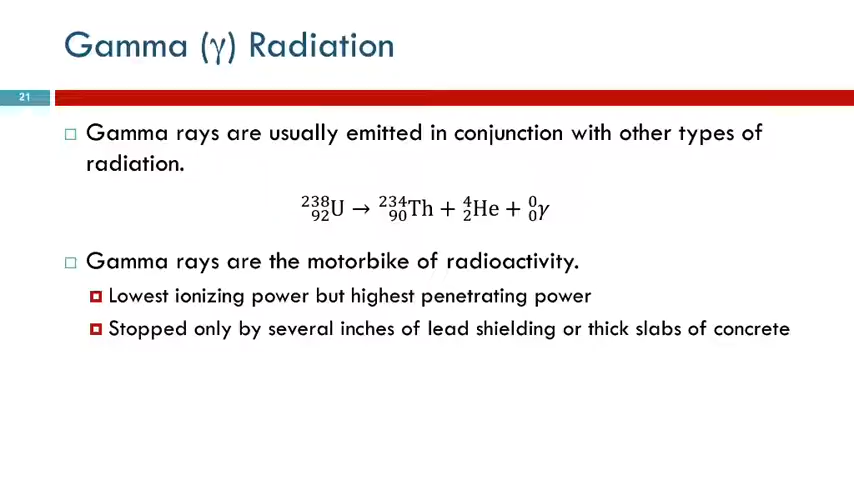 Gamma (γ) Radiation
21
Gamma rays are usually emitted in conjunction with other types of
radiation.
²³⁸₉₂U → ²³⁴₉₀Th + ⁴₂He + ⁰₀γ
Gamma rays are the motorbike of radioactivity.
Lowest ionizing power but highest penetrating power
Stopped only by several inches of lead shielding or thick slabs of concrete